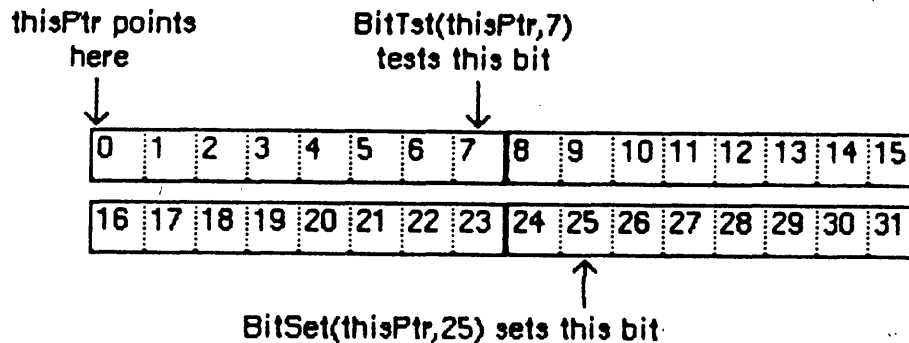 thisPtr points
here
BitTst(thisPtr,7)
tests this bit
0 1 2 3 4 5 6 7 8 9 10 11 12 13 14 15
16 17 18 19 20 21 22 23 24 25 26 27 28 29 30 31
BitSet(thisPtr,25) sets this bit